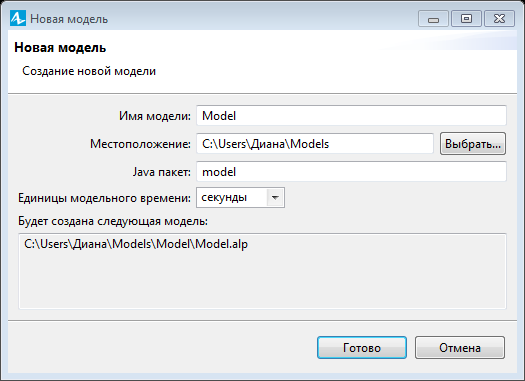 Новая модель
Новая модель
Создание новой модели
Имя модели: Model
Местоположение: C:\Users\Диана\Models Выбрать...
Java пакет: model
Единицы модельного времени: секунды
Будет создана следующая модель:
C:\Users\Диана\Models\Model\Model.alp
Готово Отмена